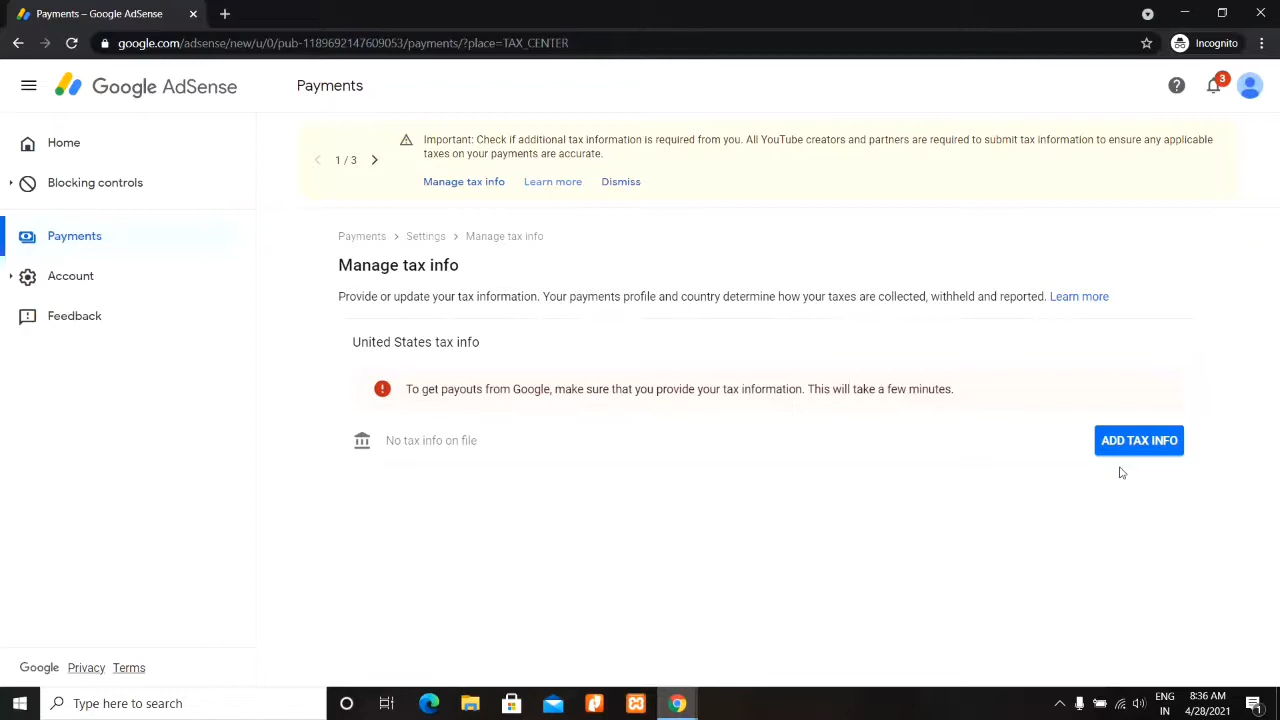 Payments – Google AdSense
google.com/adsense/new/u/0/pub-1189692147609053/payments/?place=TAX_CENTER
Incognito
Google AdSense
Payments
3
Home
Blocking controls
Payments
Account
Feedback
1 / 3
Important: Check if additional tax information is required from you. All YouTube creators and partners are required to submit tax information to ensure any applicable
taxes on your payments are accurate.
Manage tax info Learn more Dismiss
Payments > Settings > Manage tax info
Manage tax info
Provide or update your tax information. Your payments profile and country determine how your taxes are collected, withheld and reported. Learn more
United States tax info
To get payouts from Google, make sure that you provide your tax information. This will take a few minutes.
No tax info on file
ADD TAX INFO
Google Privacy Terms
Type here to search
ENG
IN
8:36 AM
4/28/2021
1